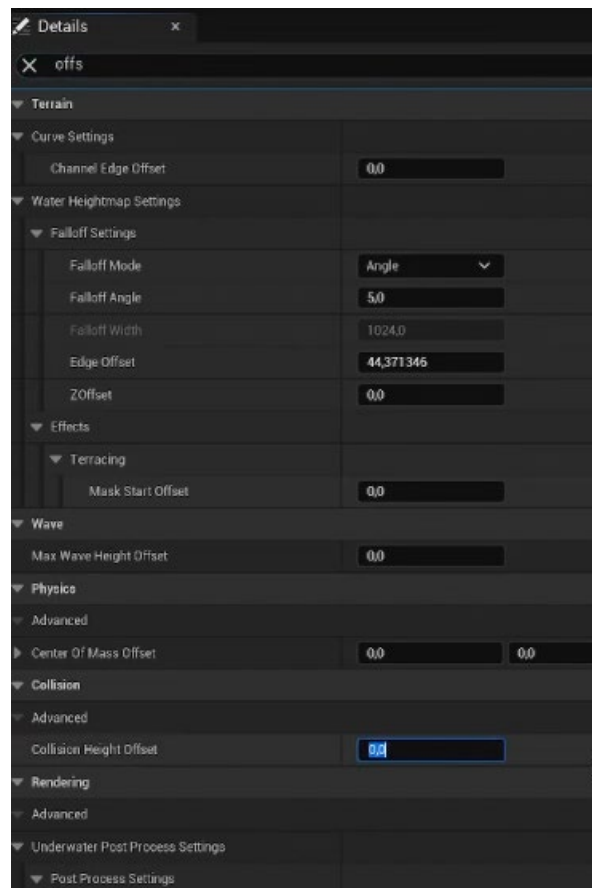 Details
offs
Terrain
Curve Settings
Channel Edge Offset 0,0
Water Heightmap Settings
Falloff Settings
Falloff Mode Angle
Falloff Angle 5,0
Falloff Width 1024,0
Edge Offset 44,371346
ZOffset 0,0
Effects
Terracing
Mask Start Offset 0,0
Wave
Max Wave Height Offset 0,0
Physics
Advanced
Center Of Mass Offset 0,0 0,0
Collision
Advanced
Collision Height Offset 0,0
Rendering
Advanced
Underwater Post Process Settings
Post Process Settings